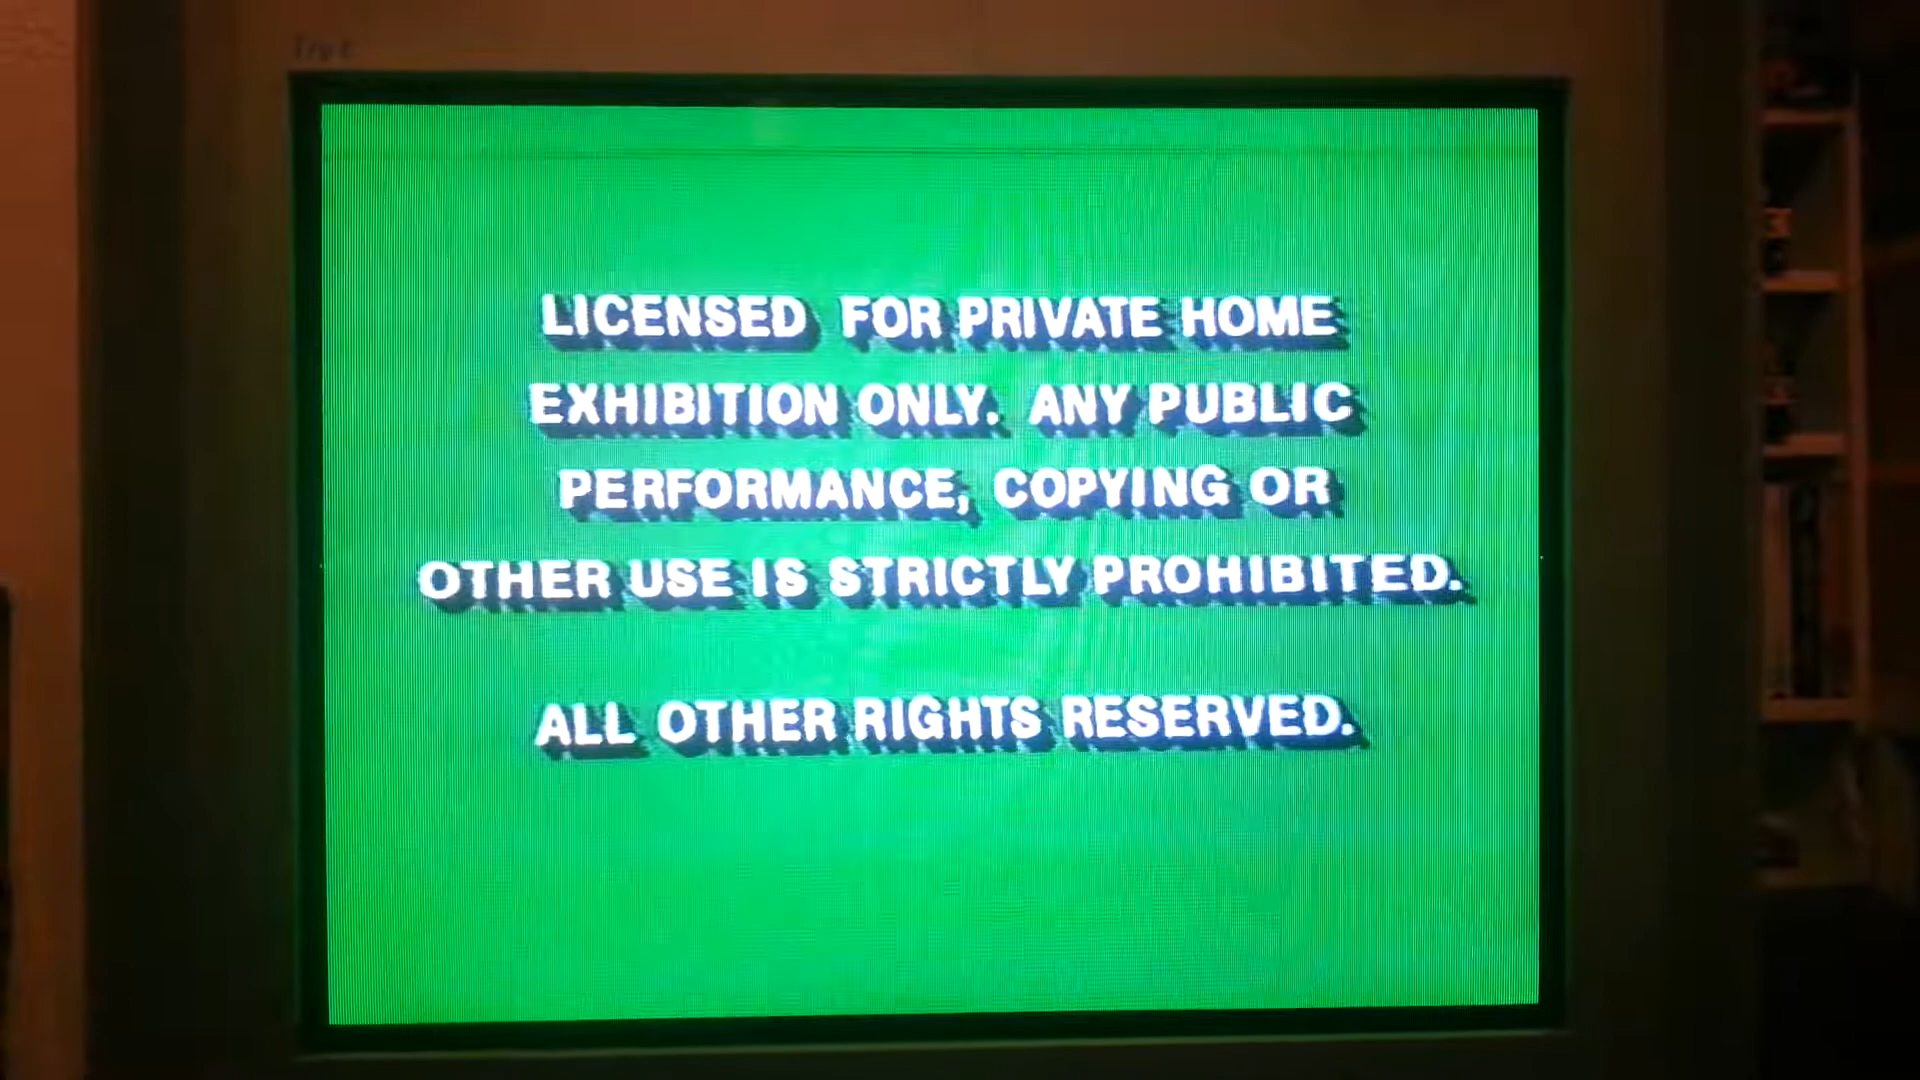 LICENSED FOR PRIVATE HOME
EXHIBITION ONLY. ANY PUBLIC
PERFORMANCE, COPYING OR
OTHER USE IS STRICTLY PROHIBITED.
ALL OTHER RIGHTS RESERVED.